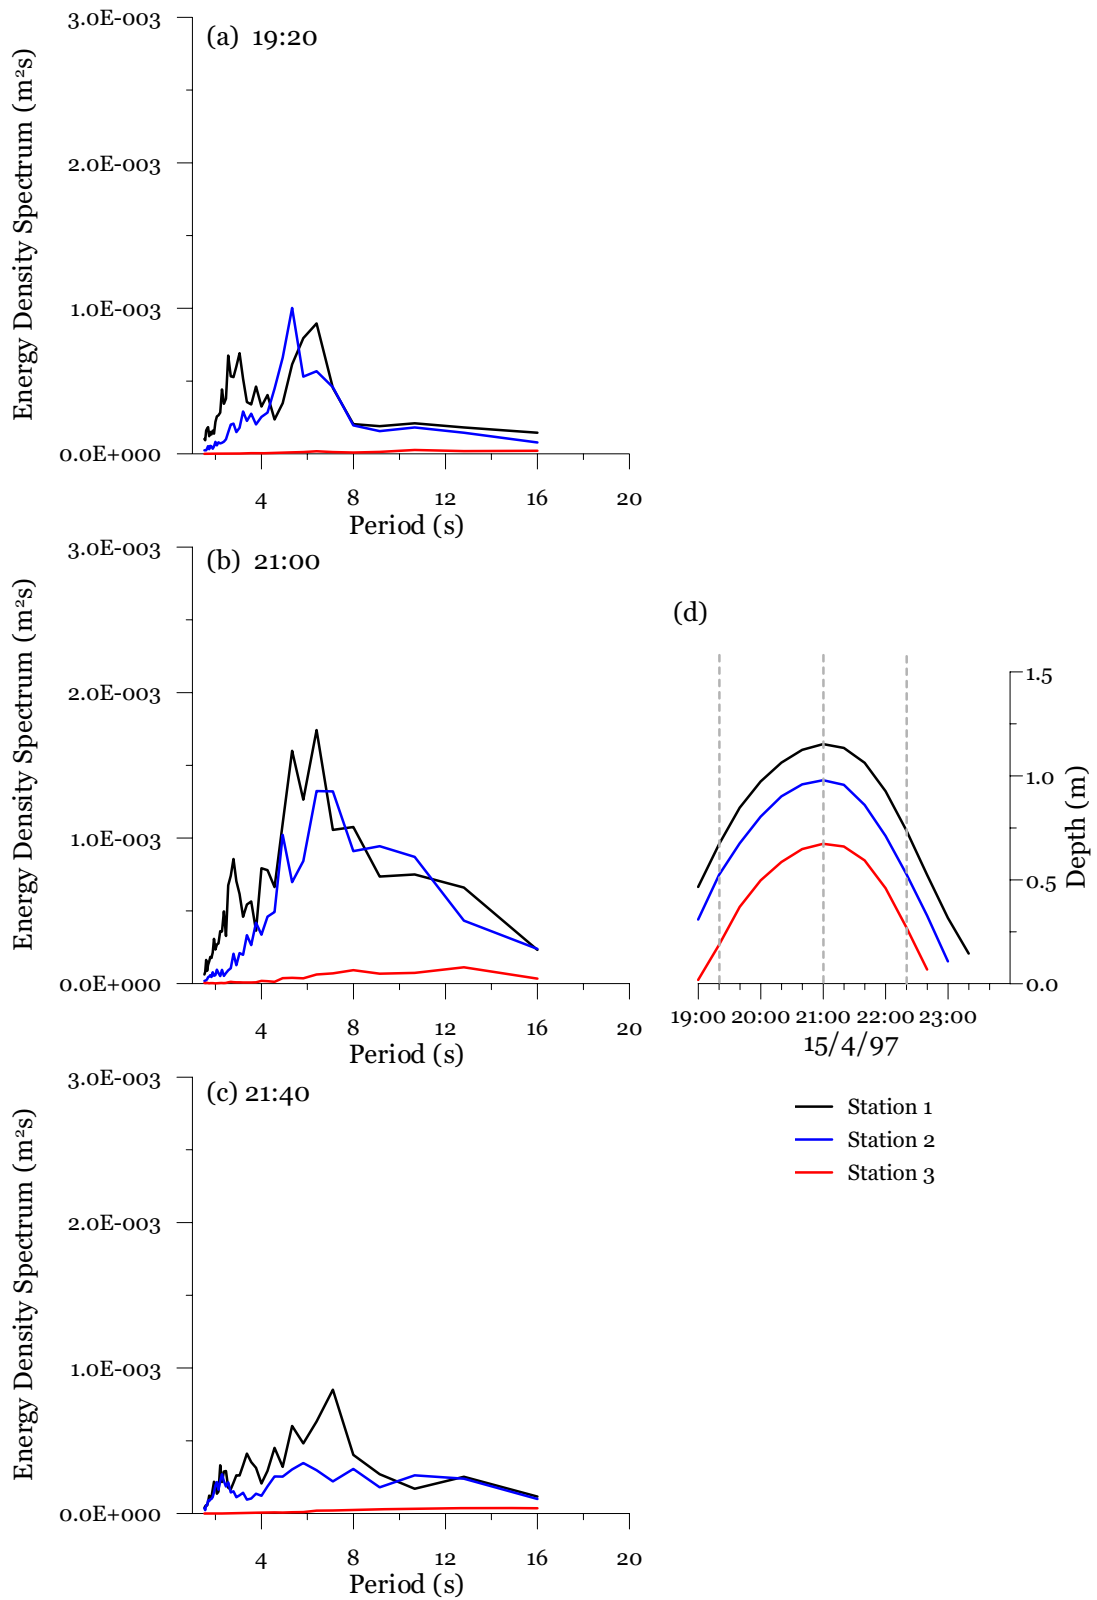 (a) 19:20
Energy Density Spectrum (m²s)
3.0E-003
2.0E-003
1.0E-003
0.0E+000
4 8 12 16 20
Period (s)
(b) 21:00
Energy Density Spectrum (m²s)
3.0E-003
2.0E-003
1.0E-003
0.0E+000
4 8 12 16 20
Period (s)
(d)
1.5
1.0
0.5
0.0
Depth (m)
19:00 20:00 21:00 22:00 23:00
15/4/97
(c) 21:40
Energy Density Spectrum (m²s)
3.0E-003
2.0E-003
1.0E-003
0.0E+000
4 8 12 16 20
Period (s)
Station 1
Station 2
Station 3